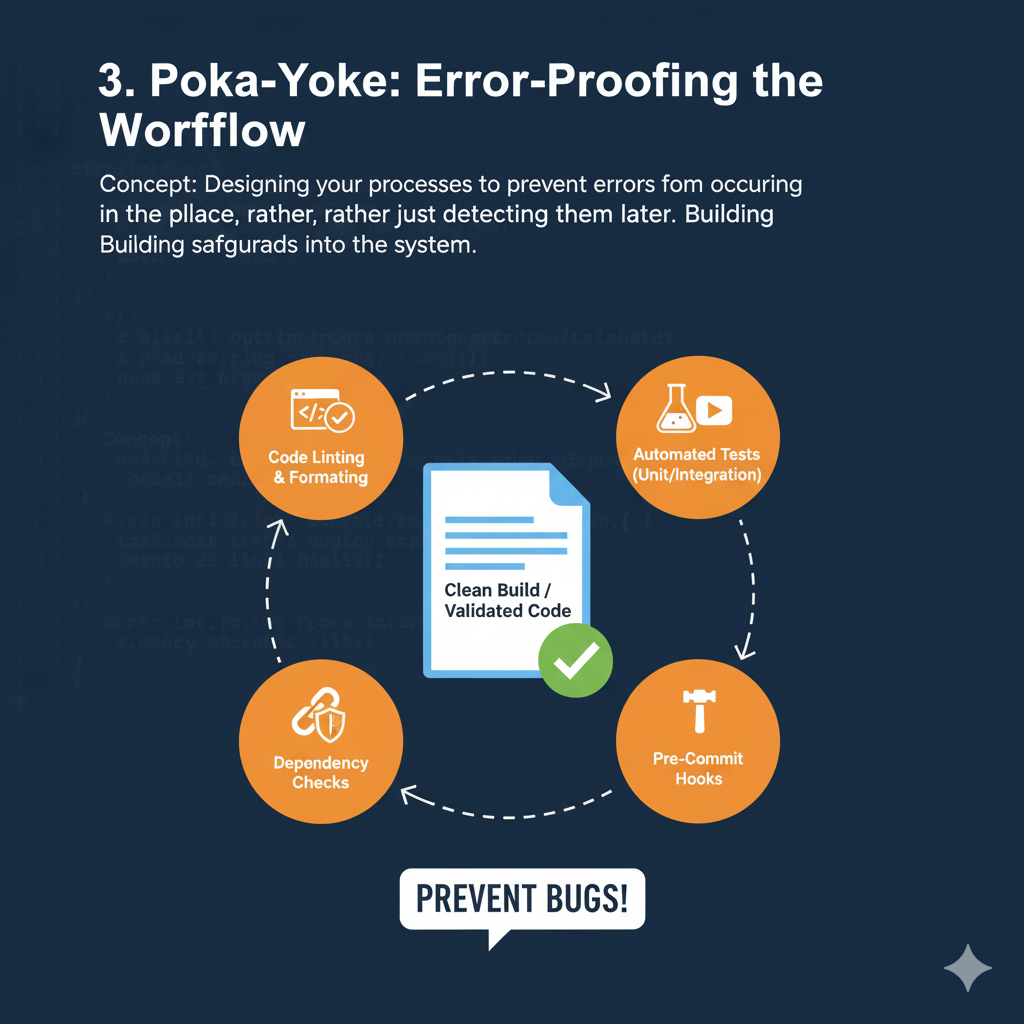 3. Poka-Yoke: Error-Proofing the
Worfflow
Concept: Designing your processes to prevent errors fom occuring
in the pllace, rather, rather just detecting them later. Building
Building safgurads into the system.
Code Linting
& Formating
Automated Tests
(Unit/Integration)
Clean Build /
Validated Code
Dependency
Checks
Pre-Commit
Hooks
PREVENT BUGS!